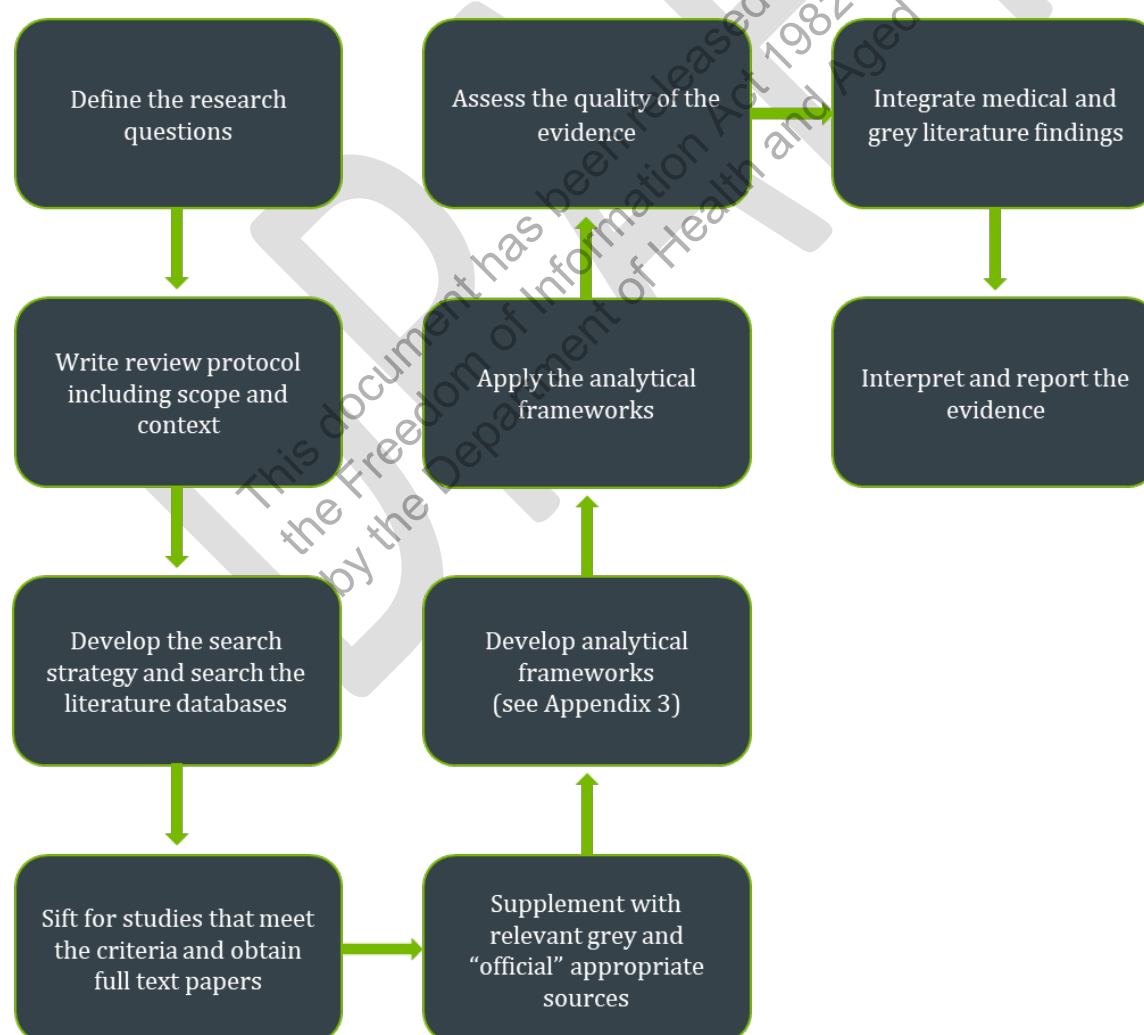 Define the research
questions
Write review protocol
including scope and
context
Develop the search
strategy and search the
literature databases
Sift for studies that meet
the criteria and obtain
full text papers
Supplement with
relevant grey and
“official” appropriate
sources
Develop analytical
frameworks
(see Appendix 3)
Apply the analytical
frameworks
Assess the quality of the
evidence
Integrate medical and
grey literature findings
Interpret and report the
evidence
This document has been released
the Freedom of Information Act 1982
by the Department of Health and Aged